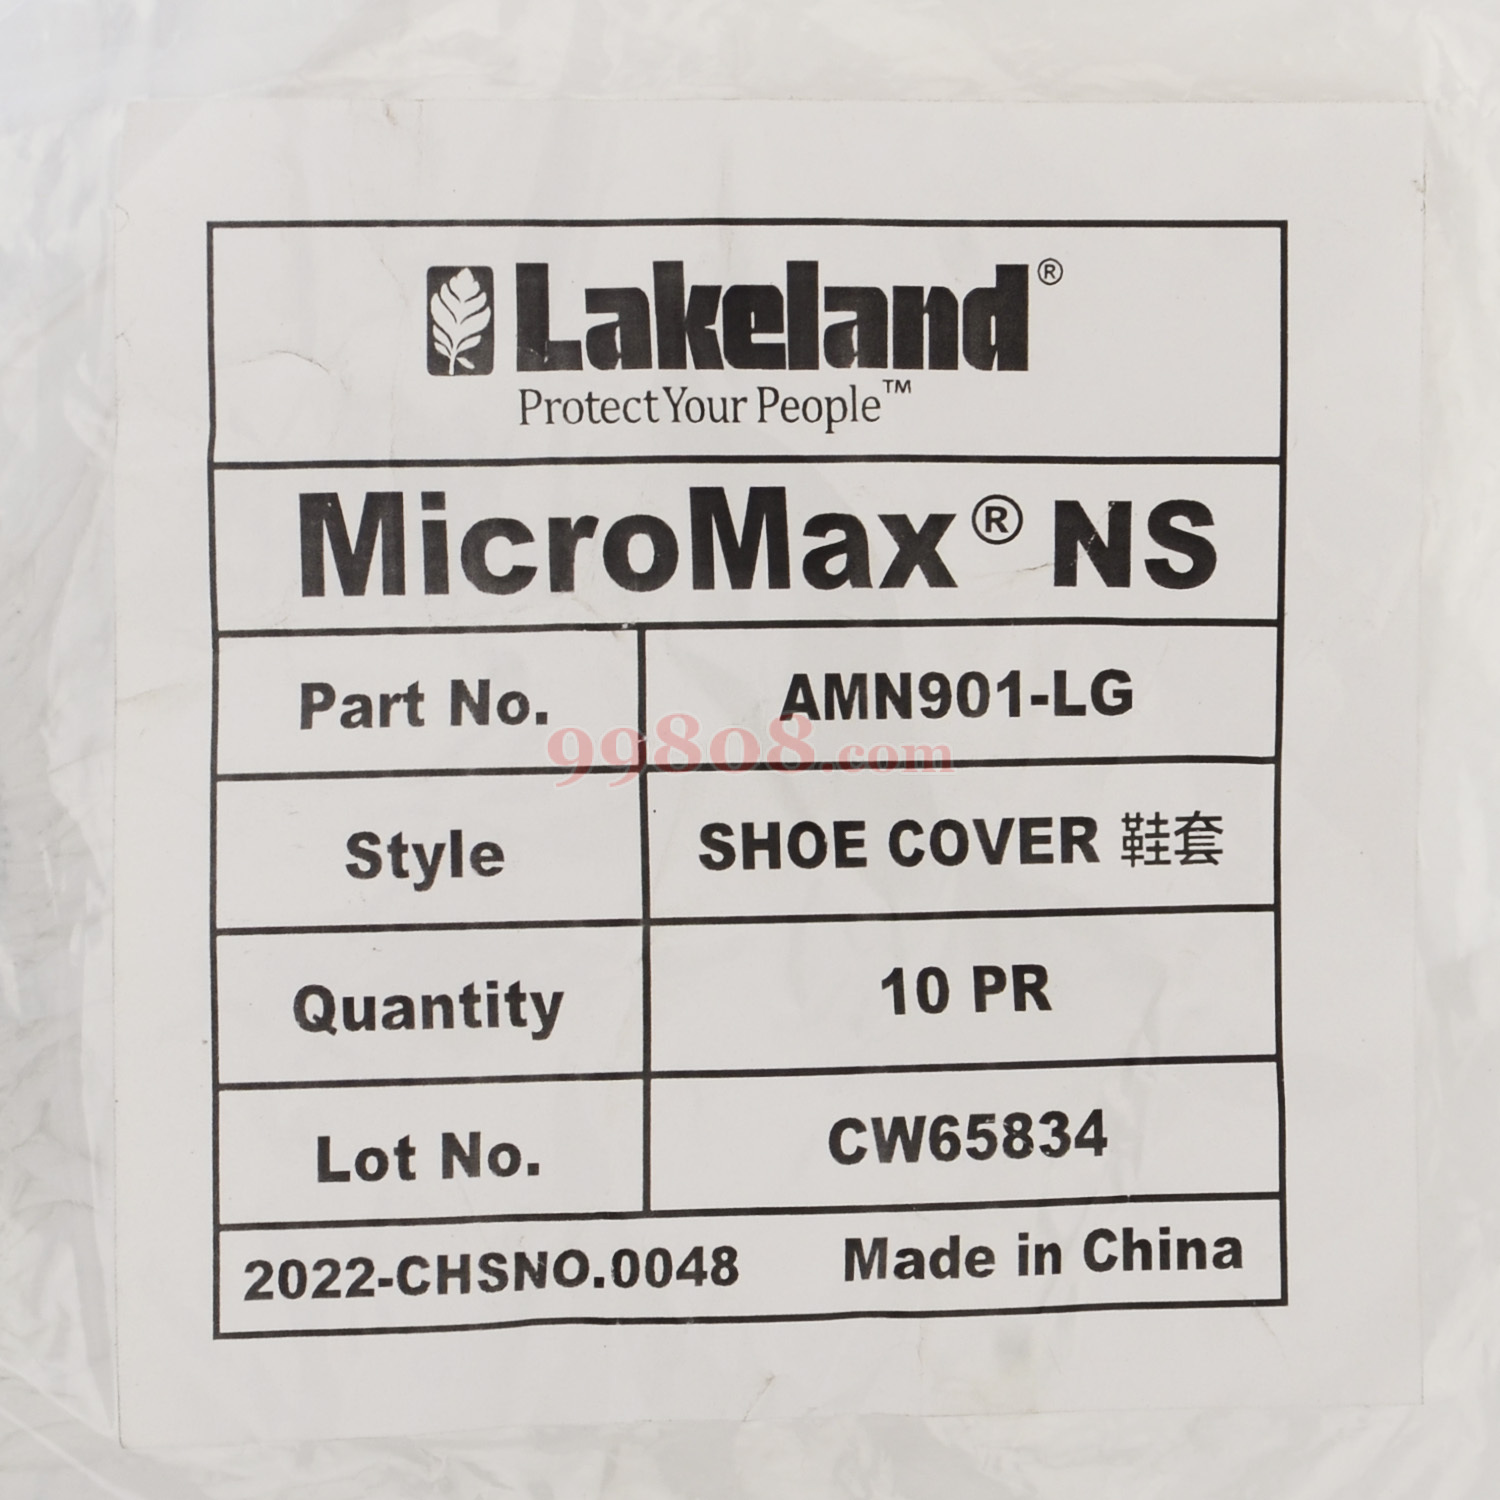 Lakeland®
Protect Your People™
MicroMax® NS
Part No. AMN901-LG
99808.com
Style SHOE COVER 鞋套
Quantity 10 PR
Lot No. CW65834
2022-CHSNO.0048 Made in China